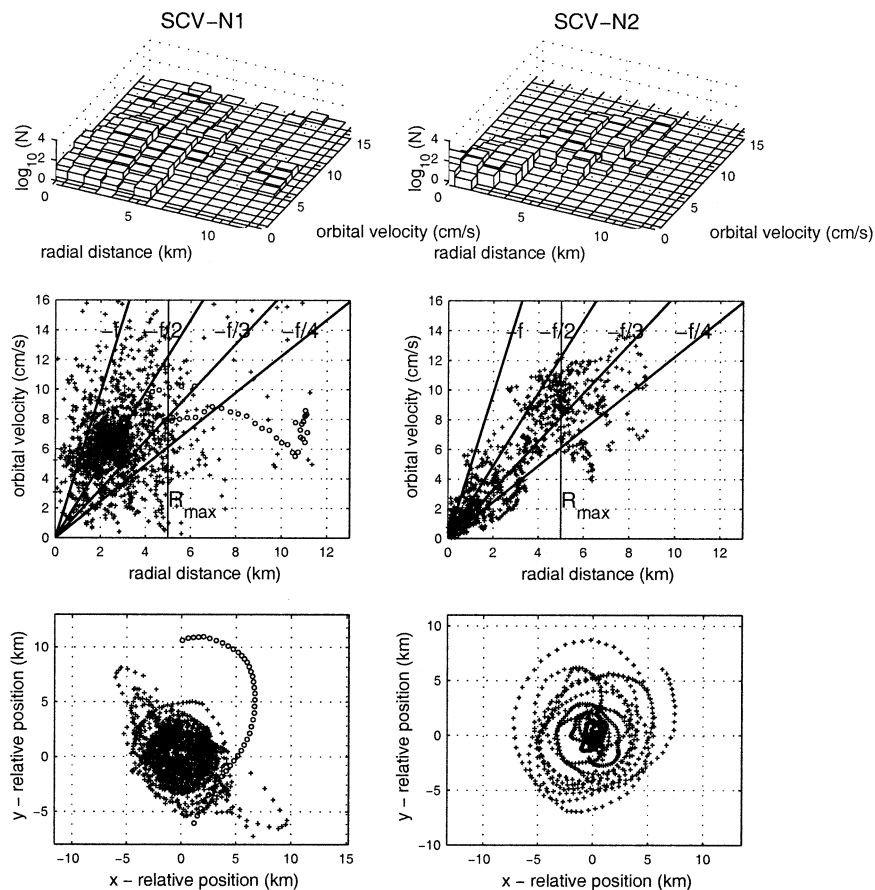 SCV−N1
SCV−N2
4
2
0
log10 (N)
0
5
10
0
5
10
15
orbital velocity (cm/s)
radial distance (km)
4
2
0
log10 (N)
0
5
10
0
5
10
15
orbital velocity (cm/s)
radial distance (km)
16
14
12
10
8
6
4
2
0
orbital velocity (cm/s)
−f
−f/2
−f/3
−f/4
Rmax
0 2 4 6 8 10 12
radial distance (km)
16
14
12
10
8
6
4
2
0
orbital velocity (cm/s)
−f
−f/2
−f/3
−f/4
Rmax
0 2 4 6 8 10 12
radial distance (km)
10
5
0
−5
y − relative position (km)
−10 −5 0 5 10 15
x − relative position (km)
10
5
0
−5
−10
y − relative position (km)
−10 −5 0 5 10
x − relative position (km)